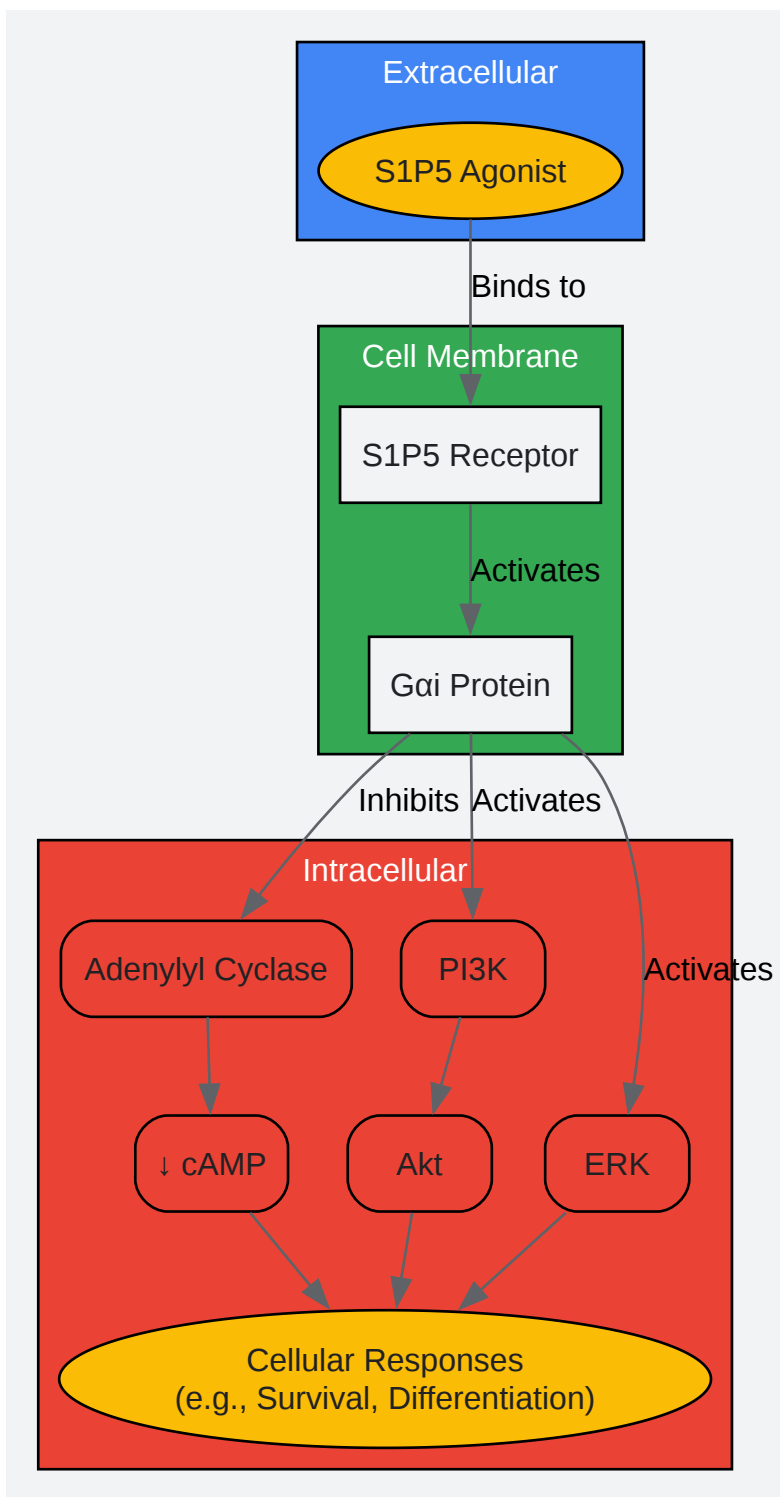 Extracellular
S1P5 Agonist
Binds to
Cell Membrane
S1P5 Receptor
Activates
Gαi Protein
Inhibits
Activates
Intracellular
Adenylyl Cyclase
PI3K
Activates
↓ cAMP
Akt
ERK
Cellular Responses
(e.g., Survival, Differentiation)